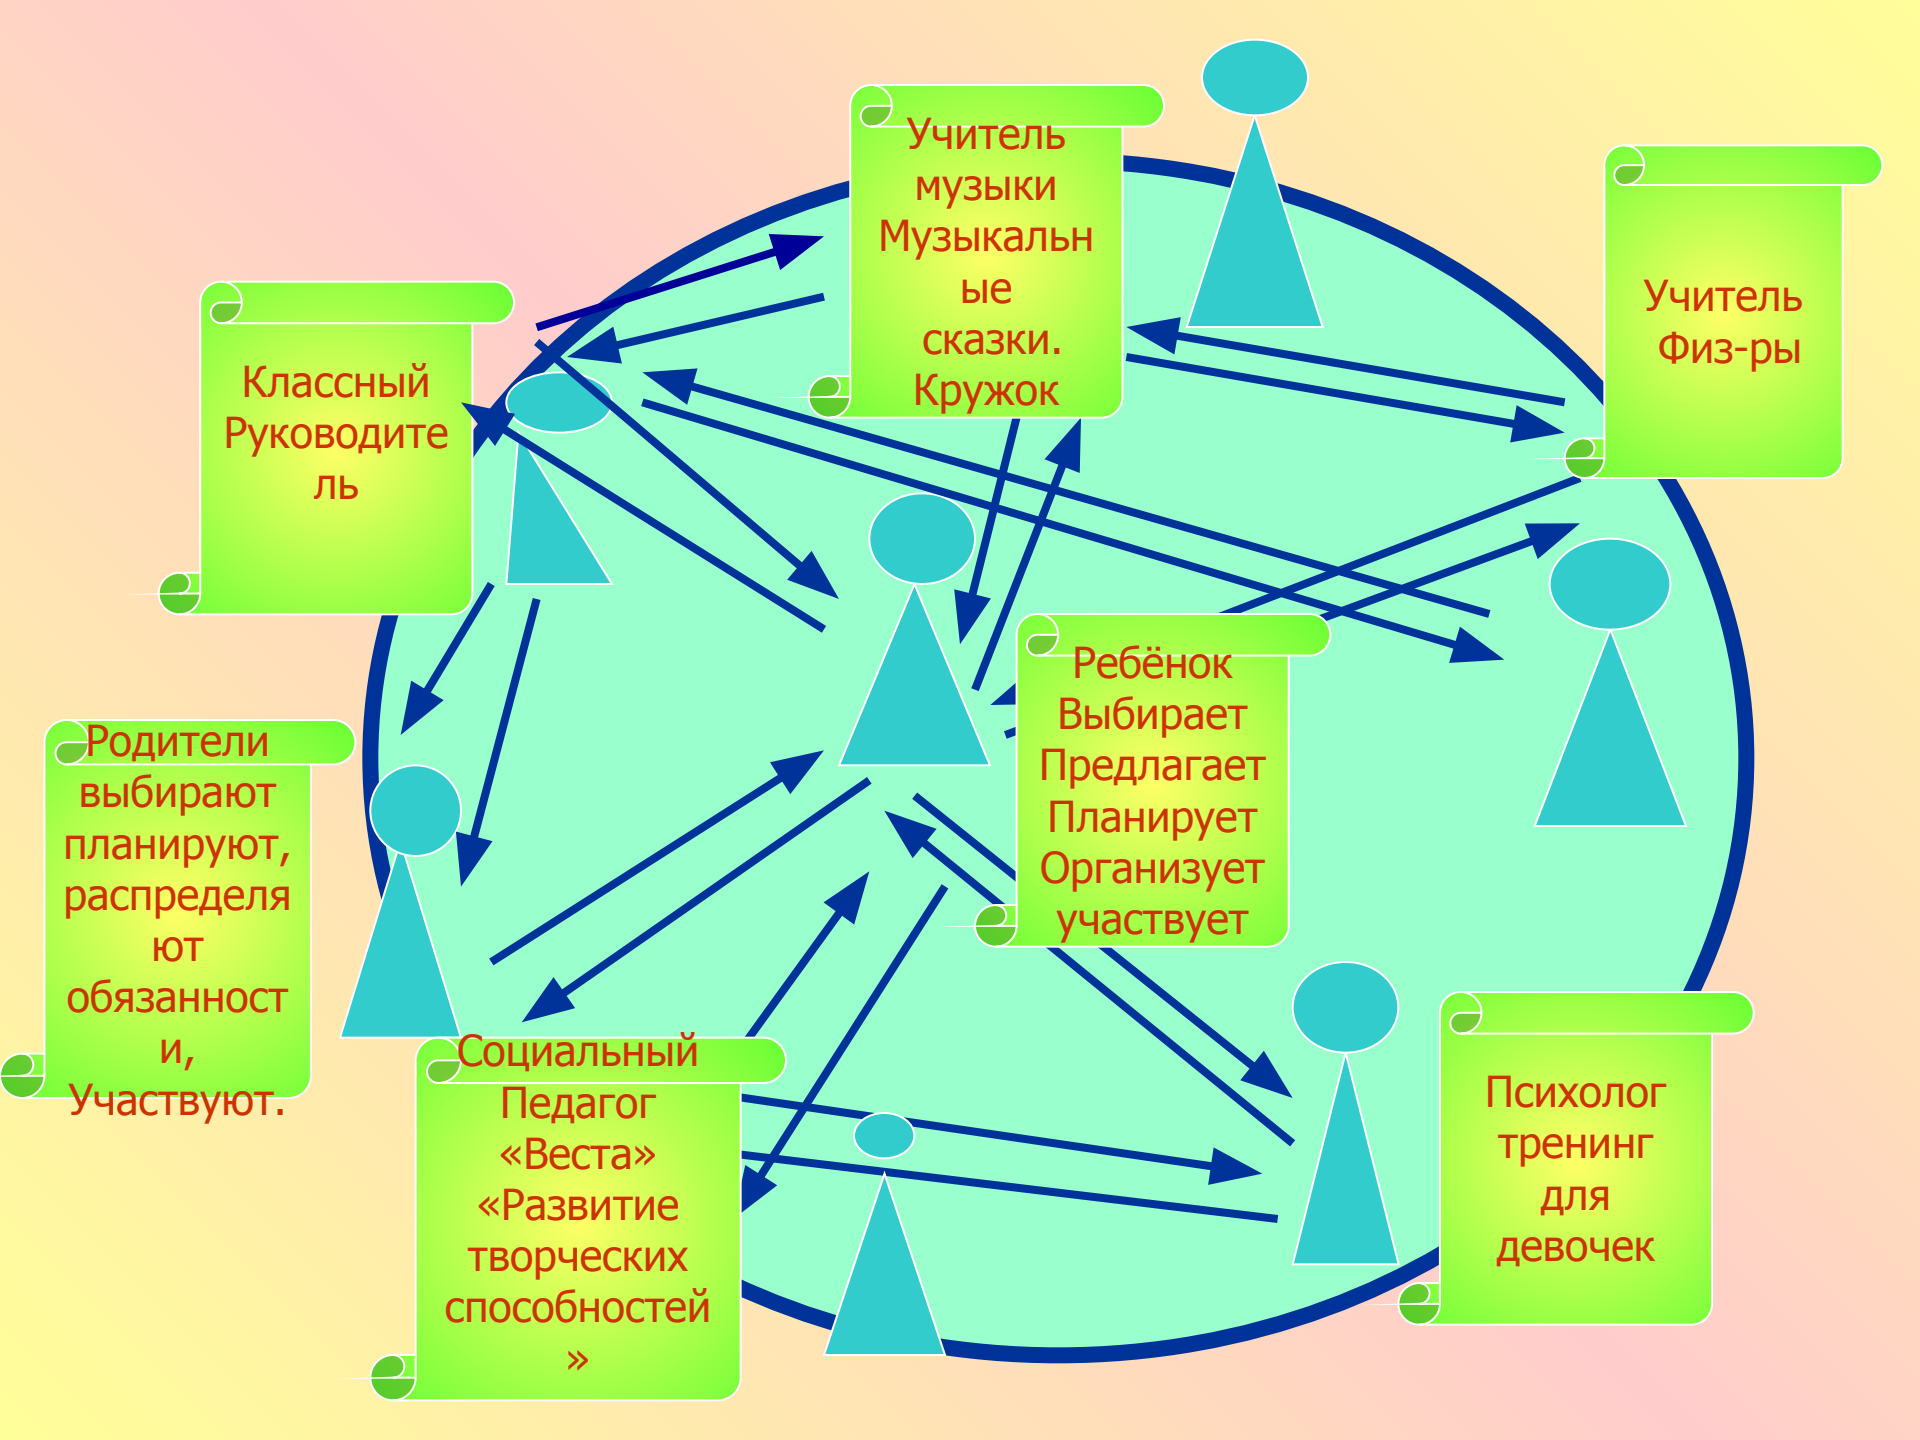 Учитель
музыки
Музыкальн
ые
сказки.
Кружок
Учитель
Физ-ры
Классный
Руководите
ль
Ребёнок
Выбирает
Предлагает
Планирует
Организует
участвует
Родители
выбирают
планируют,
распределя
ют
обязанност
и,
Участвуют.
Социальный
Педагог
«Веста»
«Развитие
творческих
способностей
»
Психолог
тренинг
для
девочек